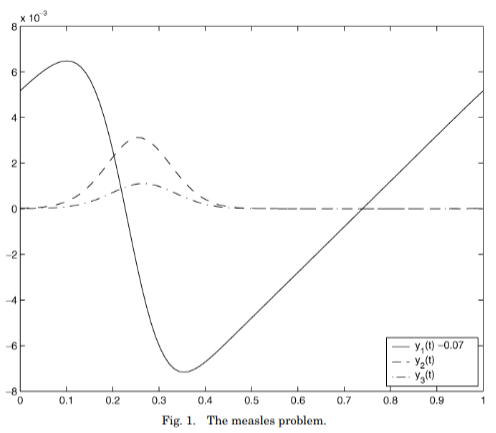 x 10⁻³
8
6
4
2
0
−2
−4
−6
−8
0 0.1 0.2 0.3 0.4 0.5 0.6 0.7 0.8 0.9 1
y₁(t) −0.07
y₂(t)
y₃(t)
Fig. 1. The measles problem.